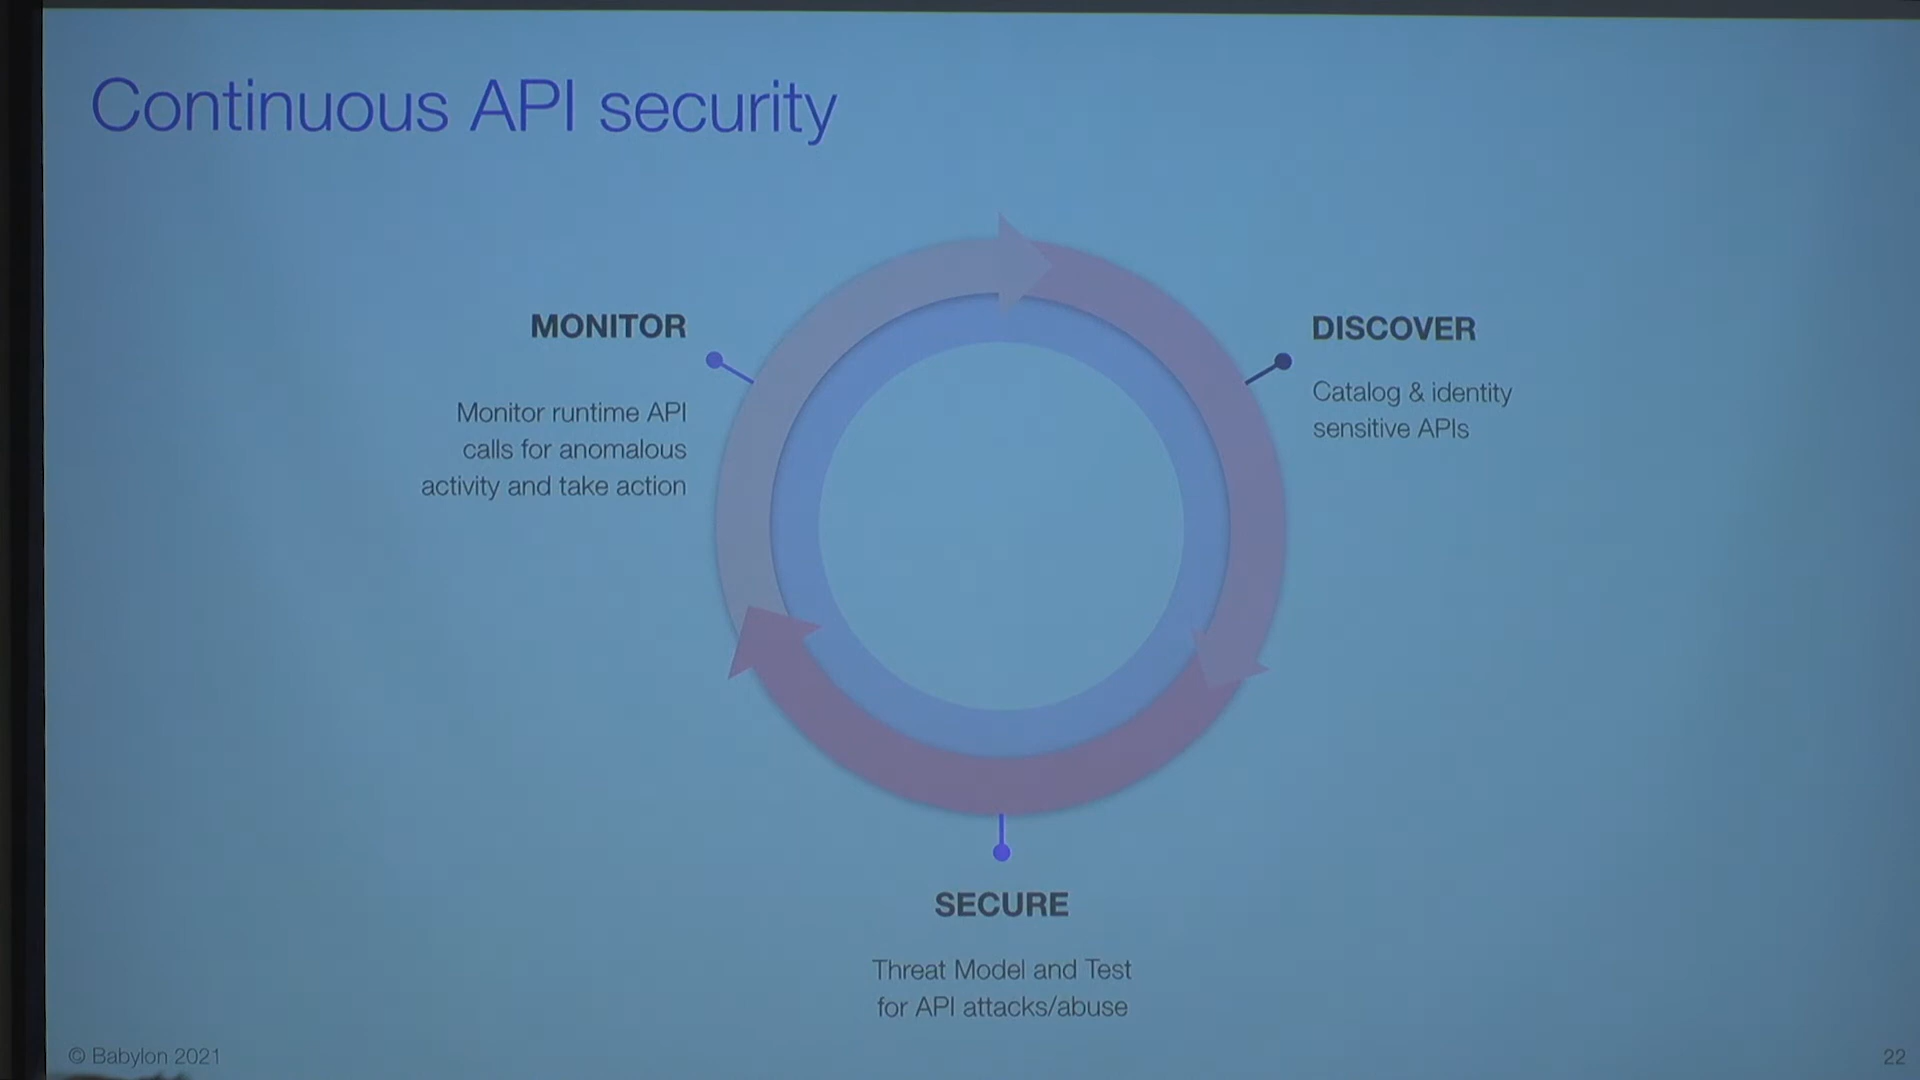 Continuous API security
MONITOR
Monitor runtime API
calls for anomalous
activity and take action
DISCOVER
Catalog & identity
sensitive APIs
SECURE
Threat Model and Test
for API attacks/abuse
© Babylon 2021
22